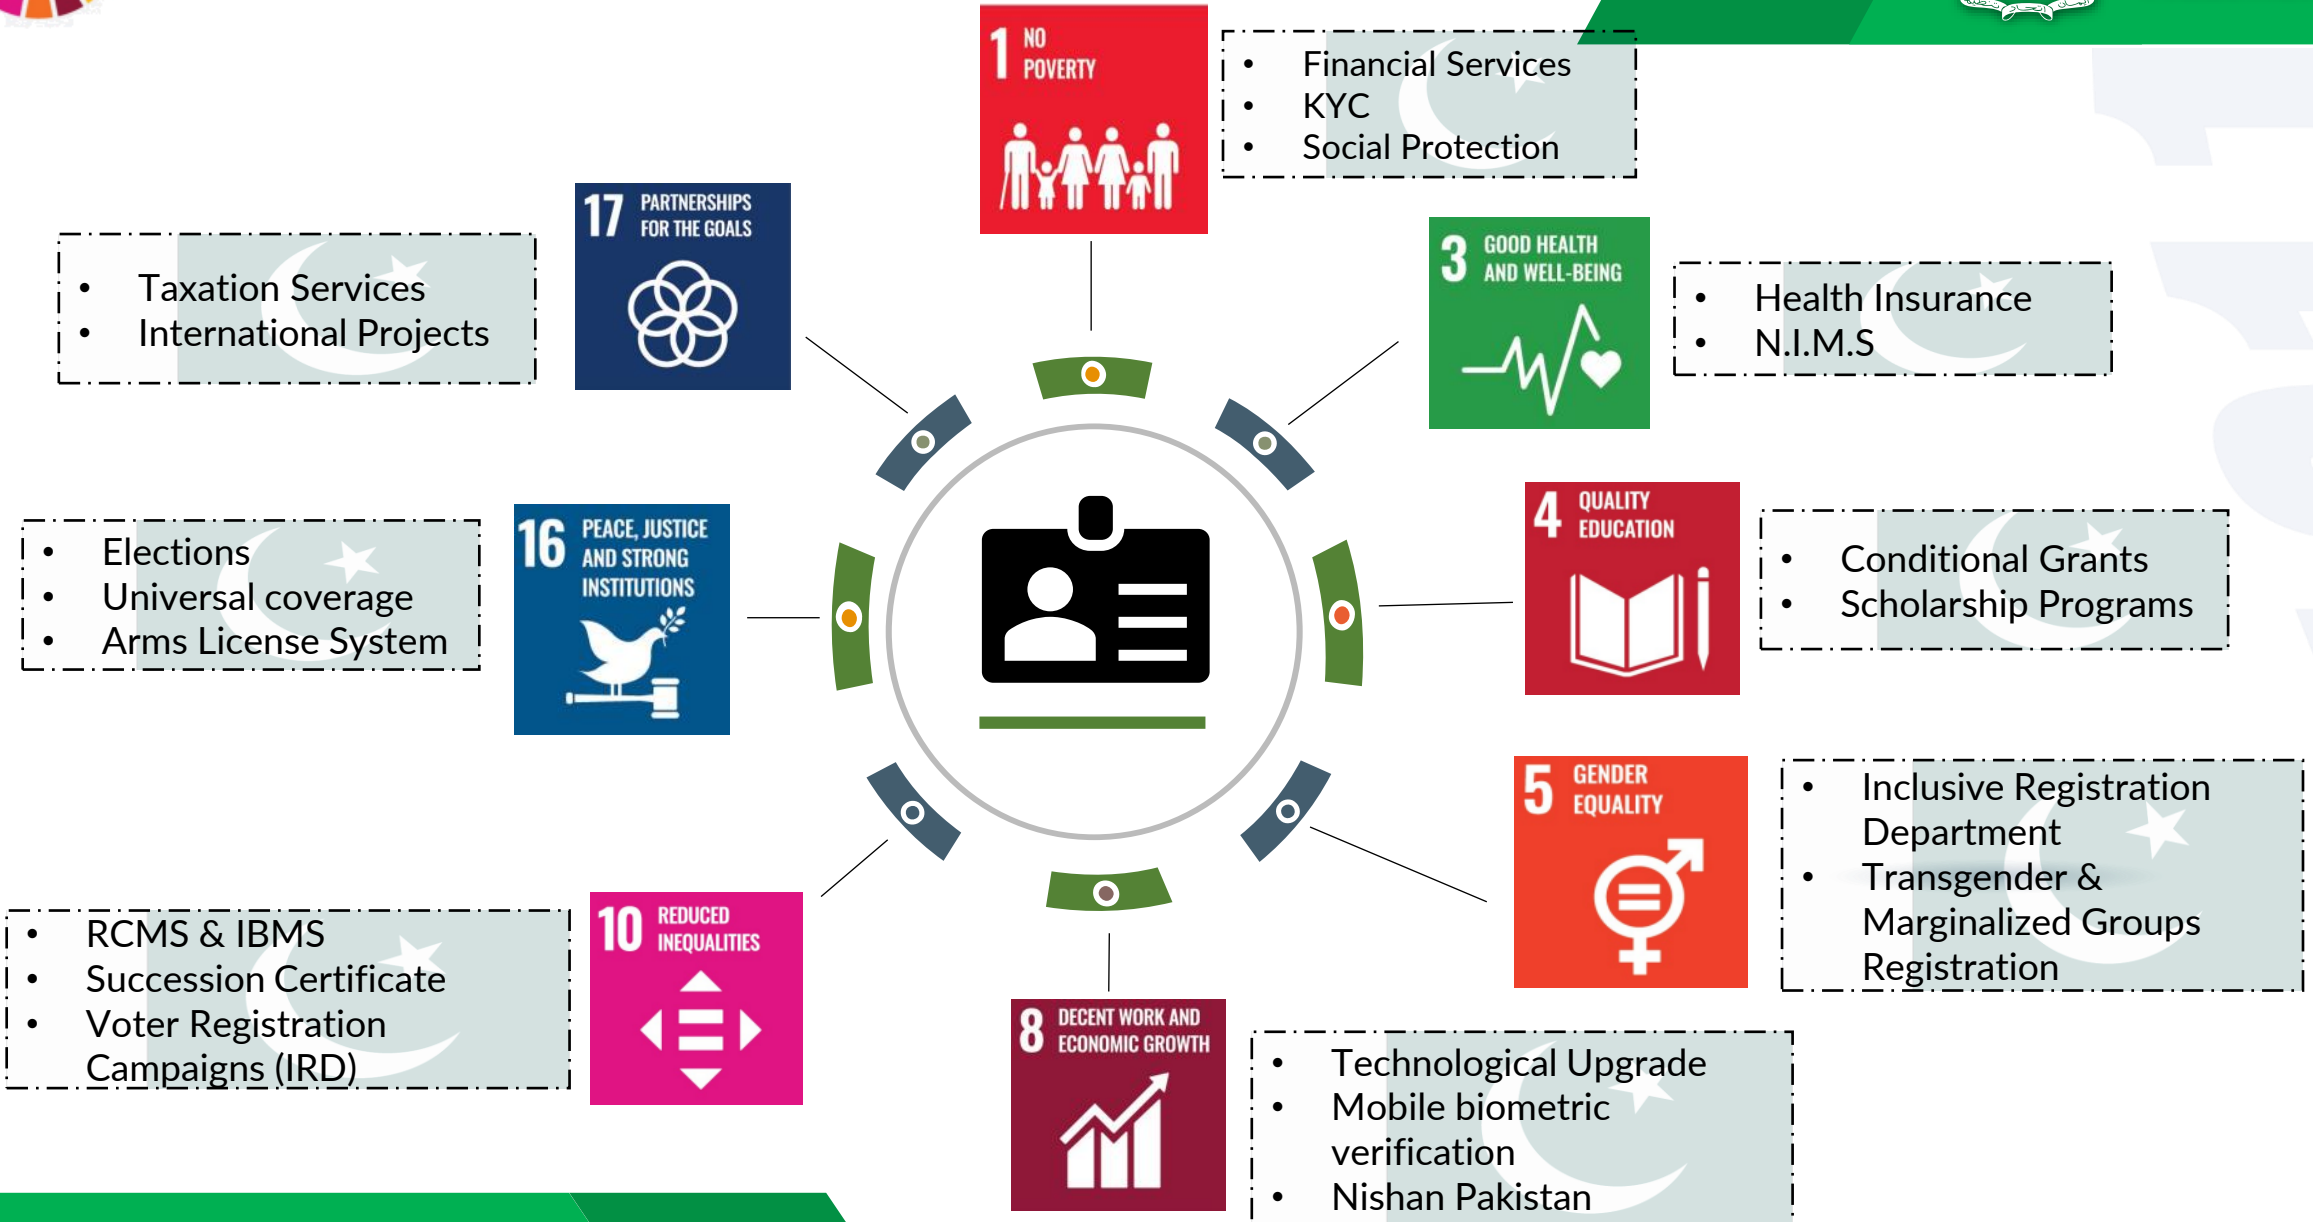 1 NO
POVERTY
• Financial Services
• KYC
• Social Protection
17 PARTNERSHIPS
FOR THE GOALS
• Taxation Services
• International Projects
3 GOOD HEALTH
AND WELL-BEING
• Health Insurance
• N.I.M.S
16 PEACE, JUSTICE
AND STRONG
INSTITUTIONS
• Elections
• Universal coverage
• Arms License System
4 QUALITY
EDUCATION
• Conditional Grants
• Scholarship Programs
5 GENDER
EQUALITY
• Inclusive Registration
Department
• Transgender &
Marginalized Groups
Registration
10 REDUCED
INEQUALITIES
• RCMS & IBMS
• Succession Certificate
• Voter Registration
Campaigns (IRD)
8 DECENT WORK AND
ECONOMIC GROWTH
• Technological Upgrade
• Mobile biometric
verification
• Nishan Pakistan